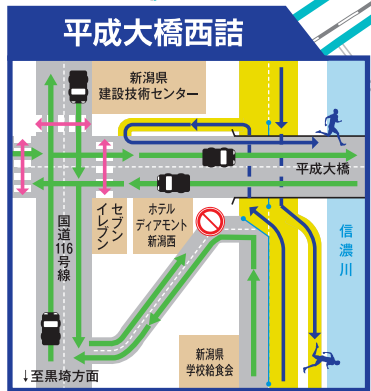 平成大橋西詰
新潟県
建設技術センター
平成大橋
国道116号線
セブン
イレブン
ホテル
ディアモント
新潟西
信濃川
新潟県
学校給食会
↓至黒埼方面